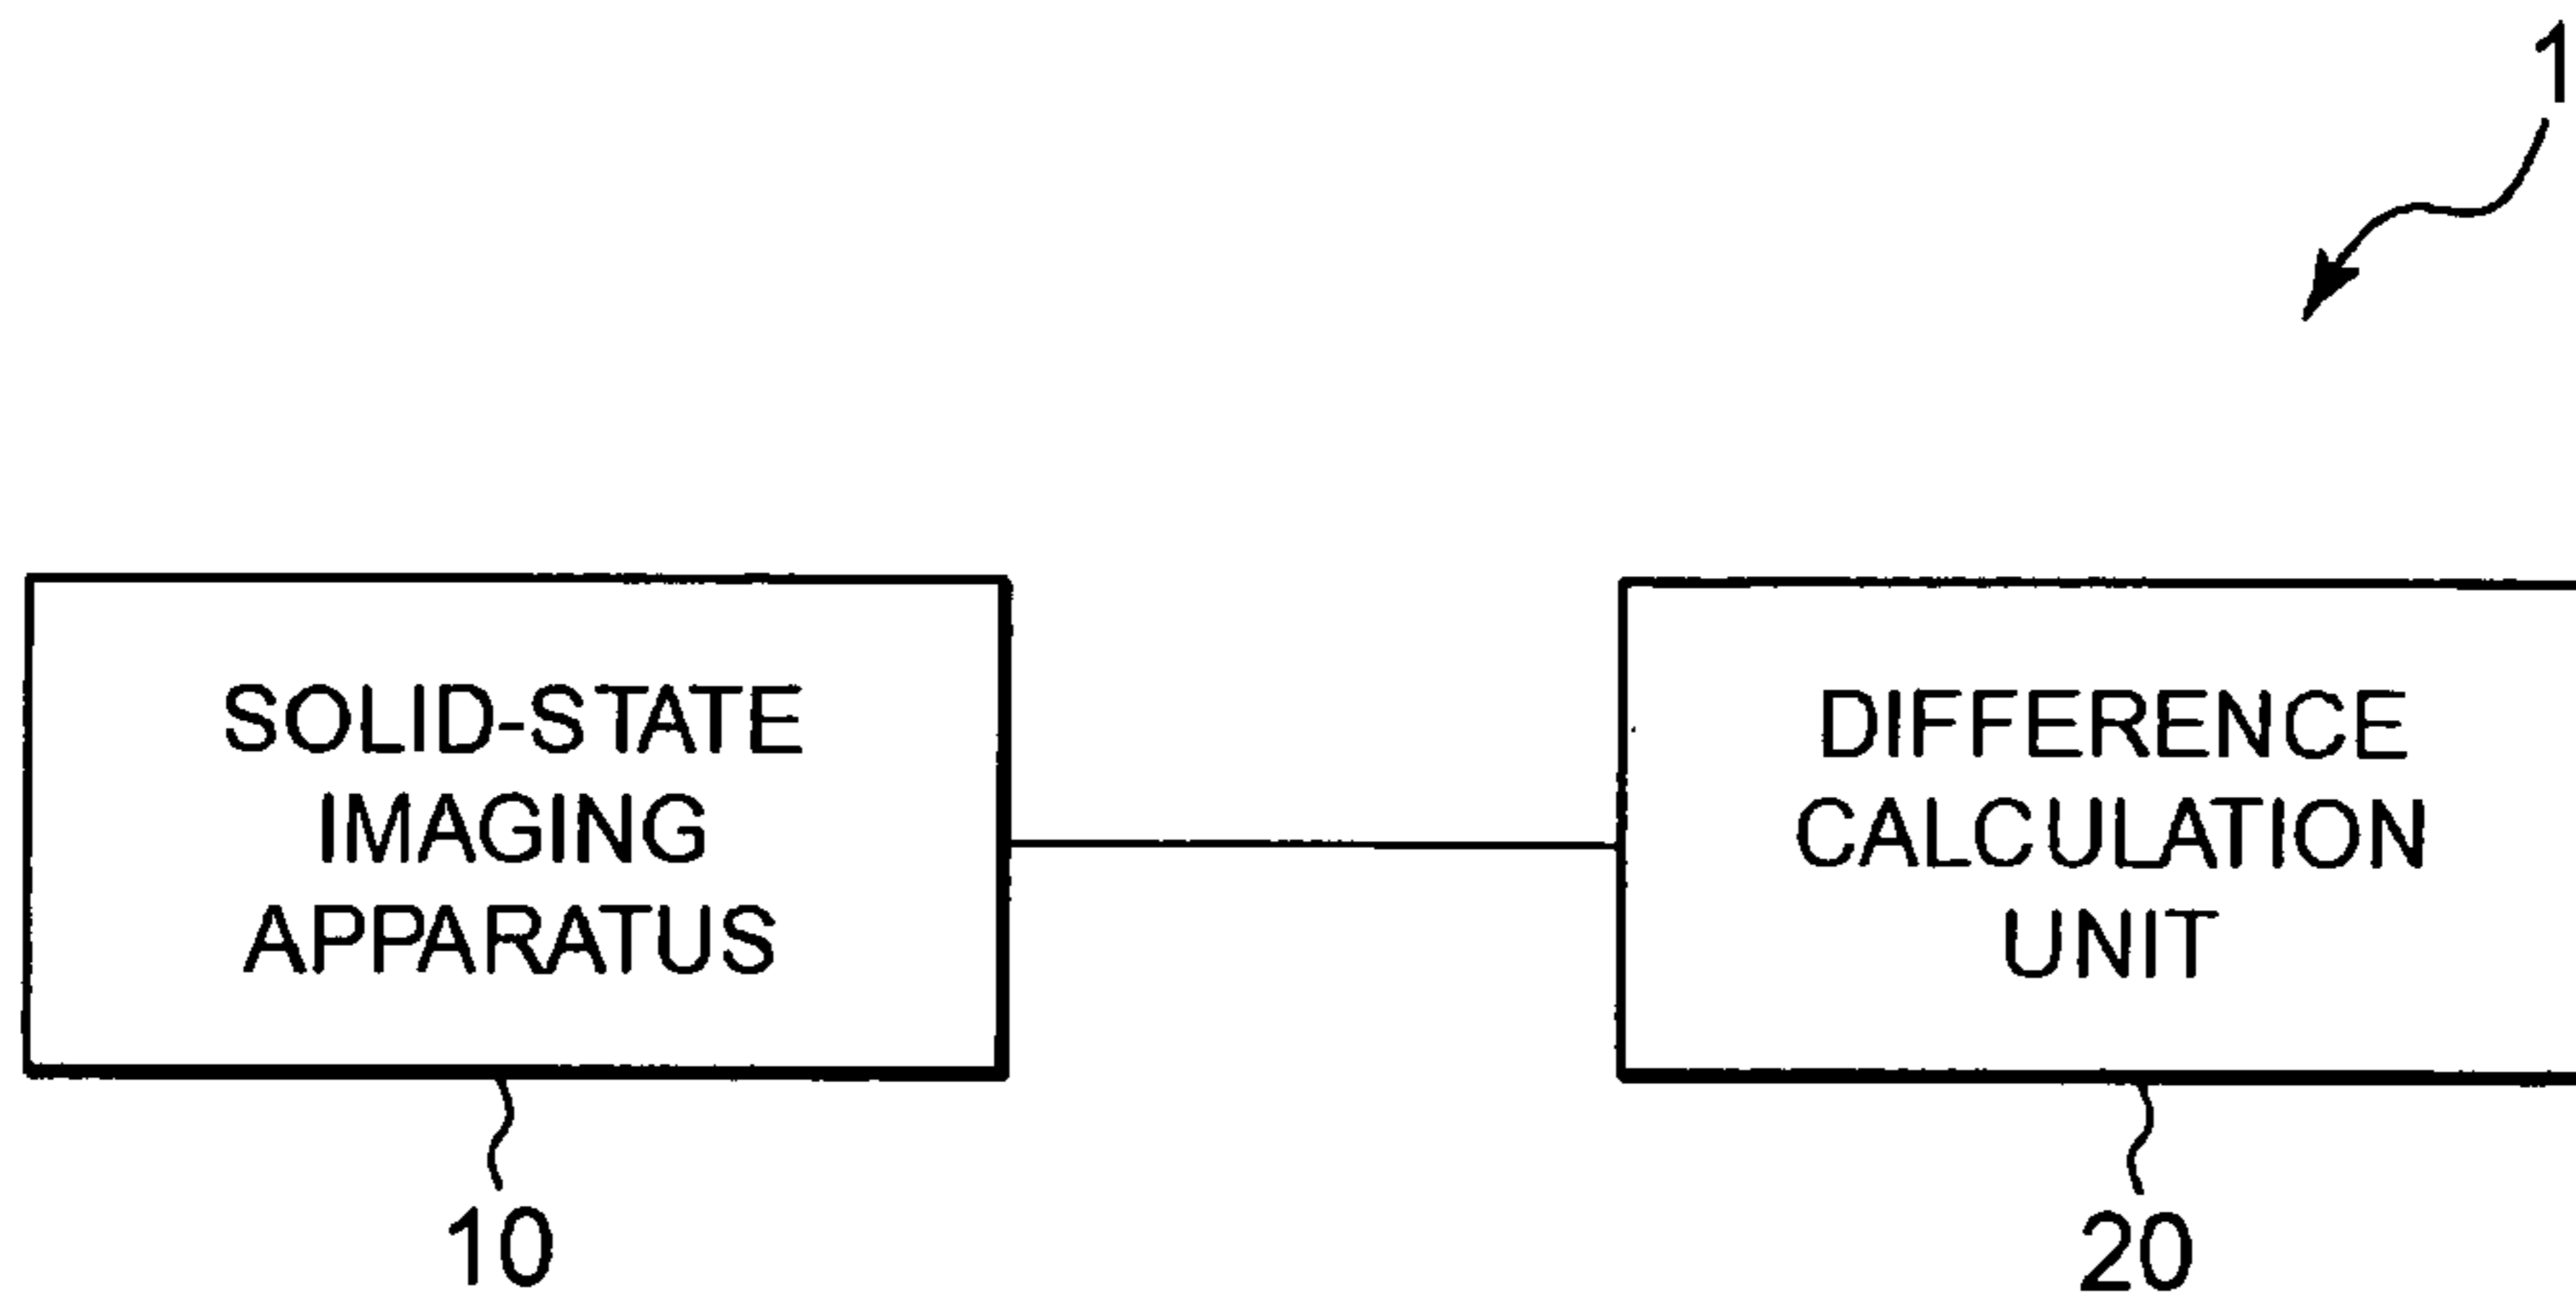 1
SOLID-STATE
IMAGING
APPARATUS
DIFFERENCE
CALCULATION
UNIT
10
20